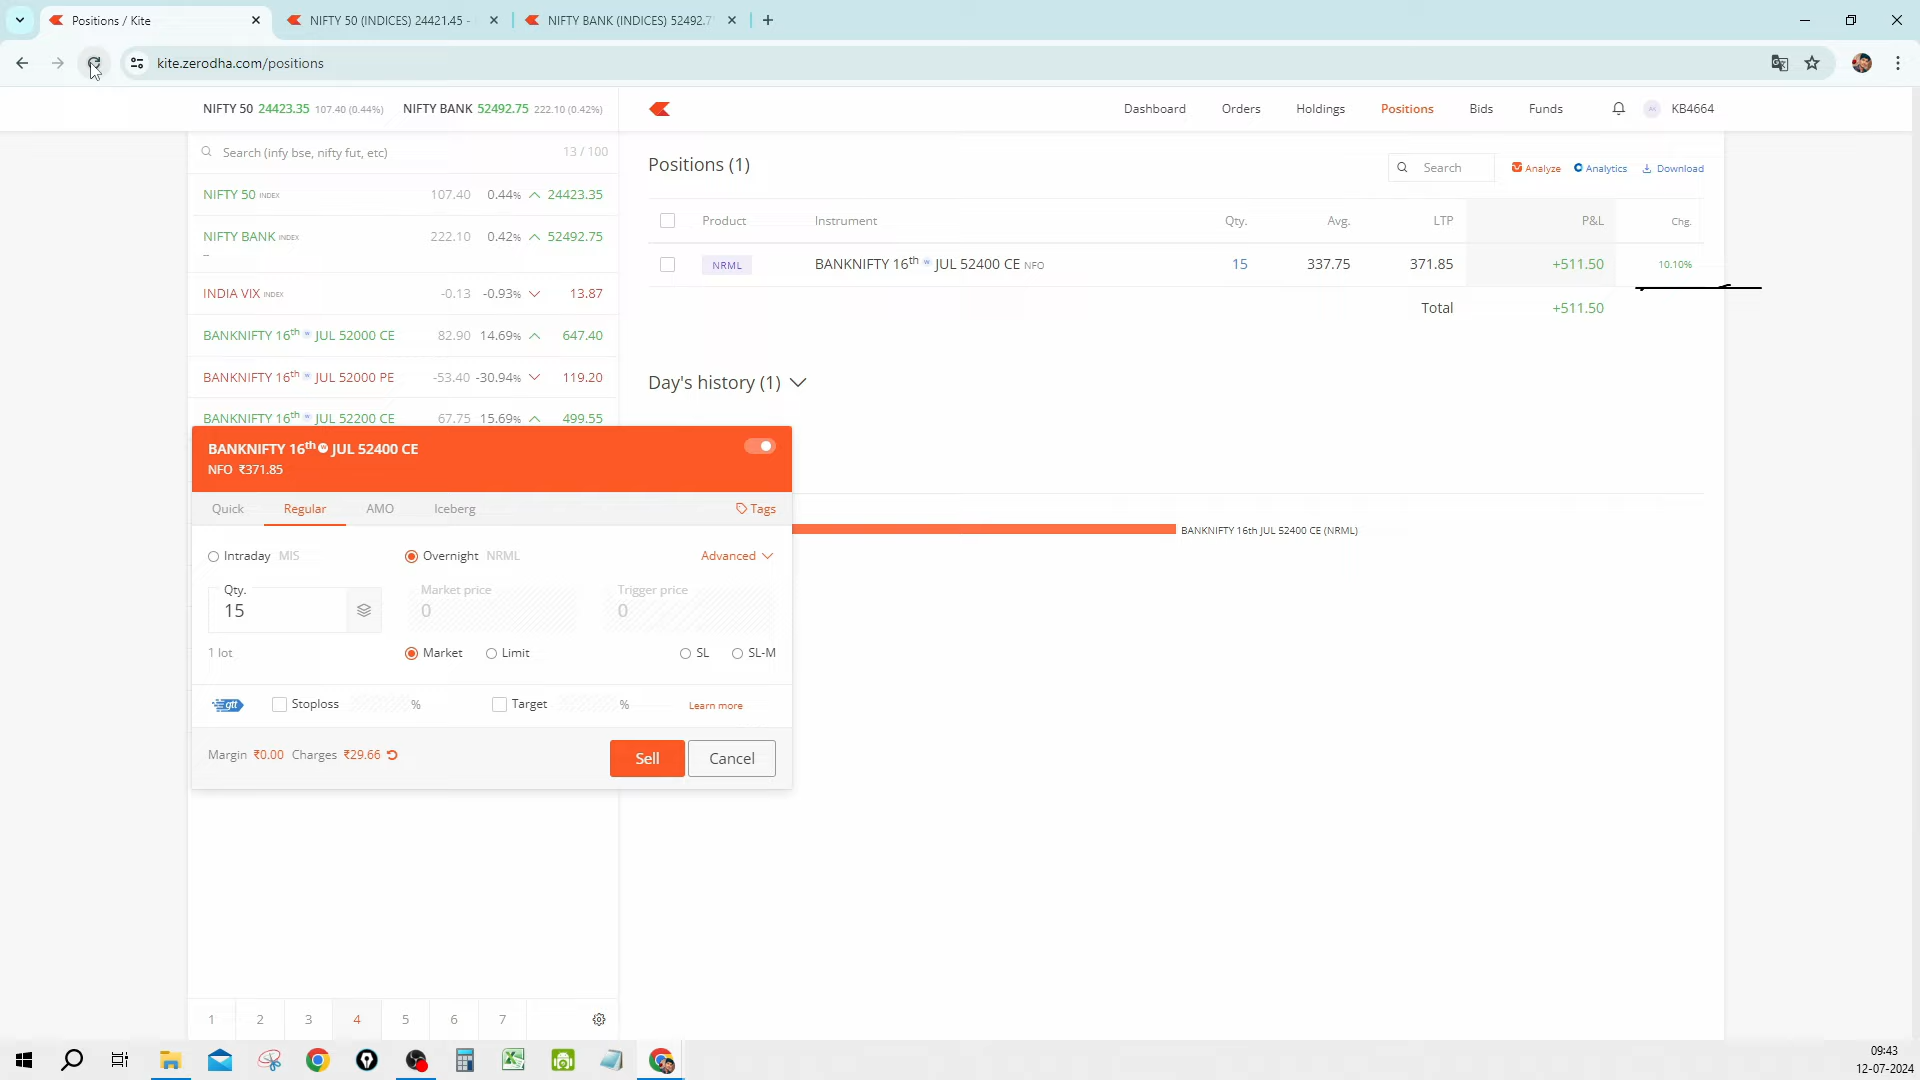 Positions / Kite
NIFTY 50 (INDICES) 24421.45 -
NIFTY BANK (INDICES) 52492.7
kite.zerodha.com/positions
NIFTY 50 24423.35 107.40 (0.44%) NIFTY BANK 52492.75 222.10 (0.42%)
Dashboard Orders Holdings Positions Bids Funds KB4664
Search (infy bse, nifty fut, etc) 13 / 100
NIFTY 50 INDEX 107.40 0.44% 24423.35
NIFTY BANK INDEX 222.10 0.42% 52492.75
INDIA VIX INDEX -0.13 -0.93% 13.87
BANKNIFTY 16th w JUL 52000 CE 82.90 14.69% 647.40
BANKNIFTY 16th w JUL 52000 PE -53.40 -30.94% 119.20
BANKNIFTY 16th w JUL 52200 CE 67.75 15.69% 499.55
Positions (1)
Search Analyze Analytics Download
Product Instrument Qty. Avg. LTP P&L Chg.
NRML BANKNIFTY 16th w JUL 52400 CE NFO 15 337.75 371.85 +511.50 10.10%
Total +511.50
Day's history (1)
BANKNIFTY 16th JUL 52400 CE (NRML)
BANKNIFTY 16th w JUL 52400 CE
NFO ₹371.85
Quick Regular AMO Iceberg Tags
Intraday MIS Overnight NRML Advanced
Qty. Market price Trigger price
15 0 0
1 lot Market Limit SL SL-M
gtt Stoploss % Target % Learn more
Margin ₹0.00 Charges ₹29.66 Sell Cancel
1 2 3 4 5 6 7
09:43
12-07-2024